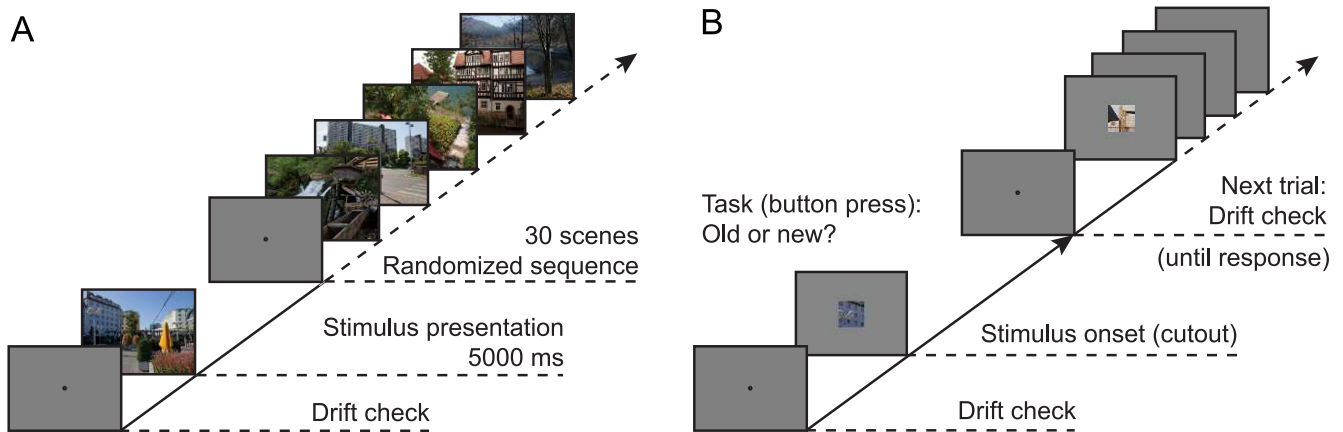 A
30 scenes
Randomized sequence
Stimulus presentation
5000 ms
Drift check
B
Task (button press):
Old or new?
Next trial:
Drift check
(until response)
Stimulus onset (cutout)
Drift check